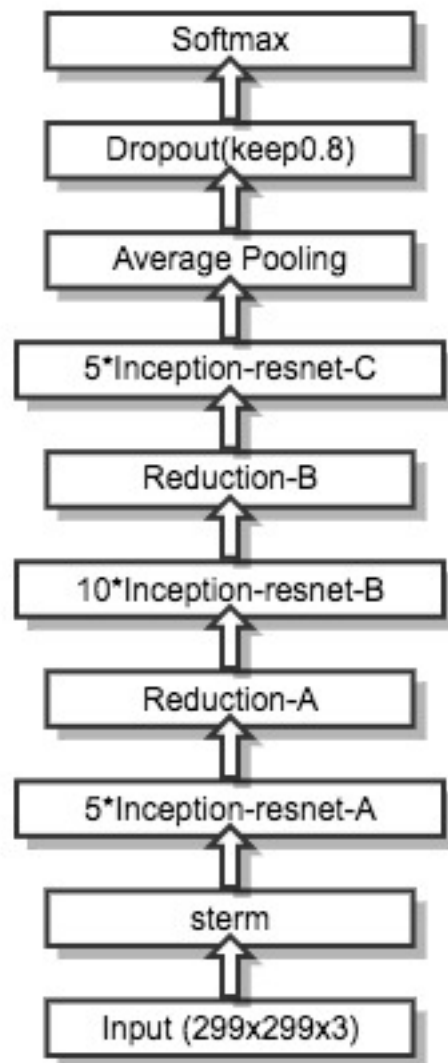 Softmax
Dropout(keep0.8)
Average Pooling
5*Inception-resnet-C
Reduction-B
10*Inception-resnet-B
Reduction-A
5*Inception-resnet-A
sterm
Input (299x299x3)